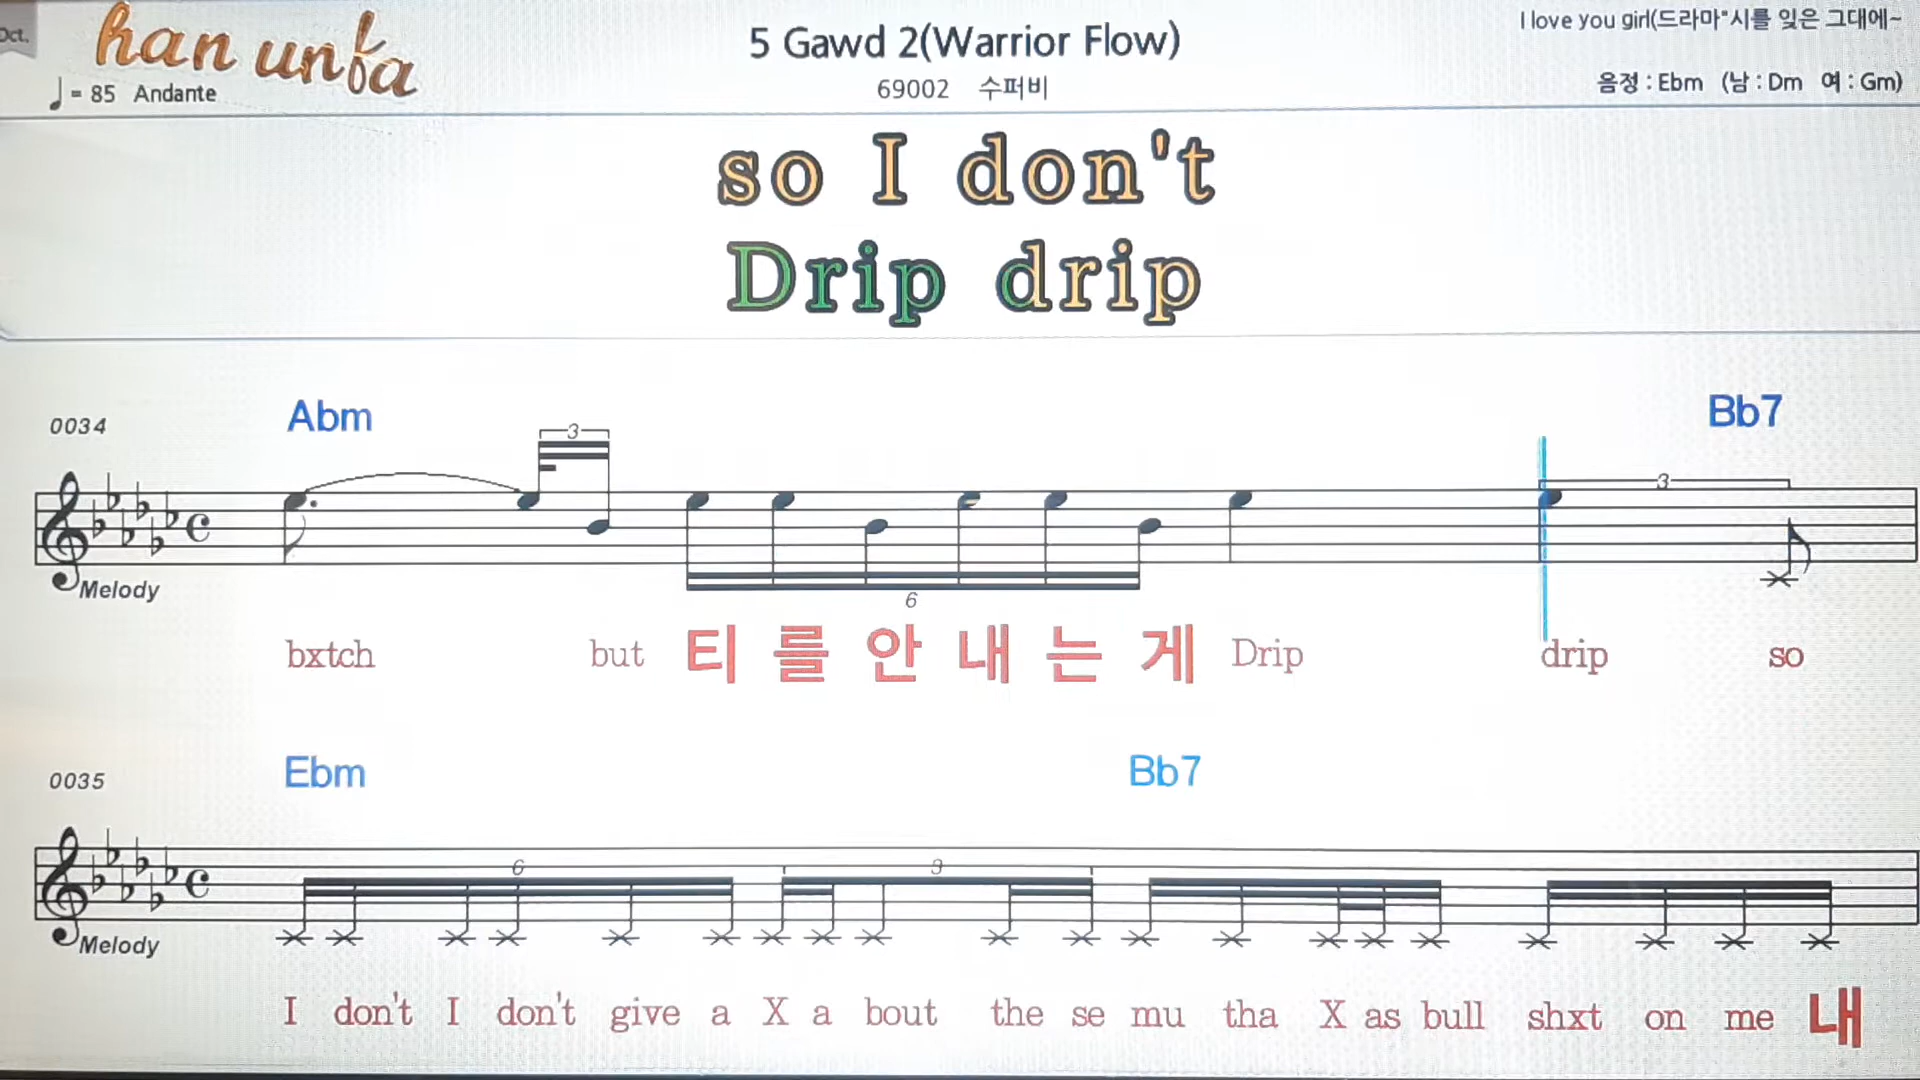 Oct.
han unfa
I love you girl(드라마"시를 잊은 그대에~
5 Gawd 2(Warrior Flow)
= 85 Andante
69002 수퍼비
음정 : Ebm (남 : Dm 여 : Gm)
so I don't
Drip drip
0034 Abm Bb7
3
3
6
Melody
bxtch but 티 를 안 내 는 게 Drip drip so
0035 Ebm Bb7
6 3
Melody
I don't I don't give a X a bout the se mu tha X as bull shxt on me 내